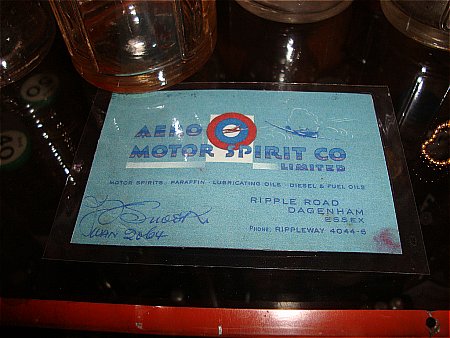 AERO
MOTOR SPIRIT CO
LIMITED
MOTOR SPIRITS · PARAFFIN · LUBRICATING OILS · DIESEL & FUEL OILS
RIPPLE ROAD
DAGENHAM
ESSEX
PHONE: RIPPLEWAY 4044-5